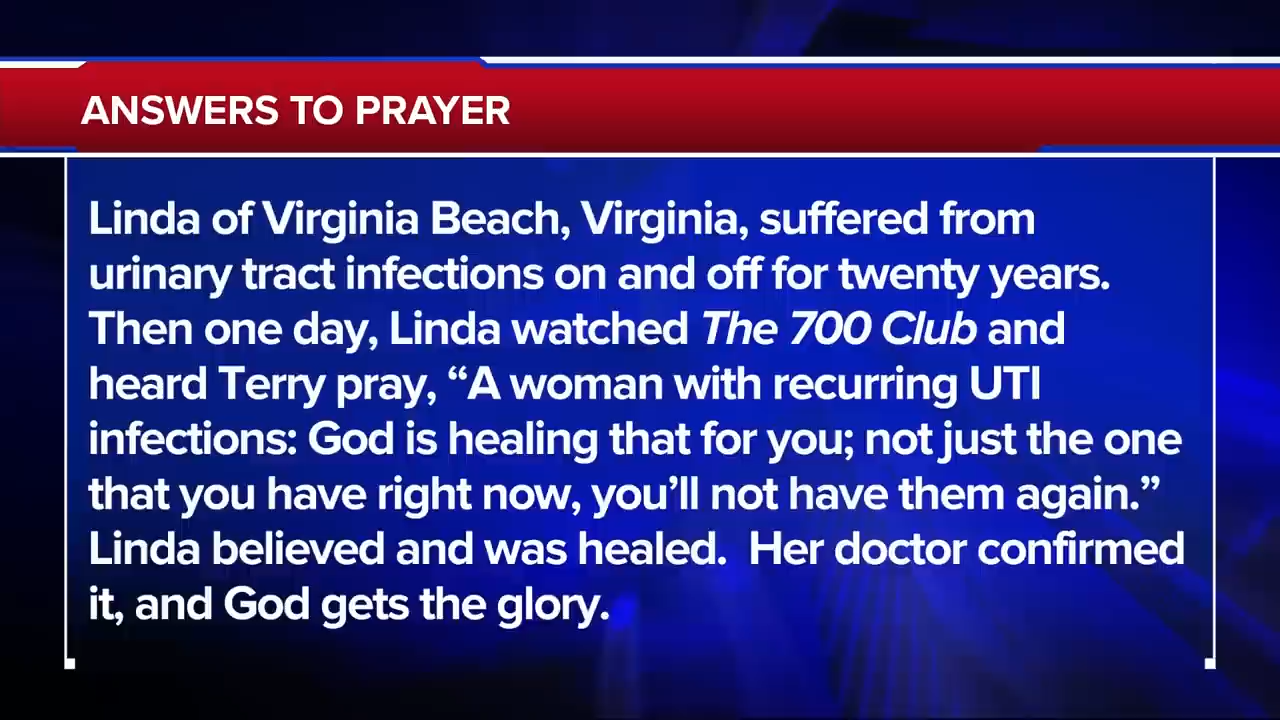 ANSWERS TO PRAYER
Linda of Virginia Beach, Virginia, suffered from
urinary tract infections on and off for twenty years.
Then one day, Linda watched The 700 Club and
heard Terry pray, “A woman with recurring UTI
infections: God is healing that for you; not just the one
that you have right now, you’ll not have them again.”
Linda believed and was healed.  Her doctor confirmed
it, and God gets the glory.